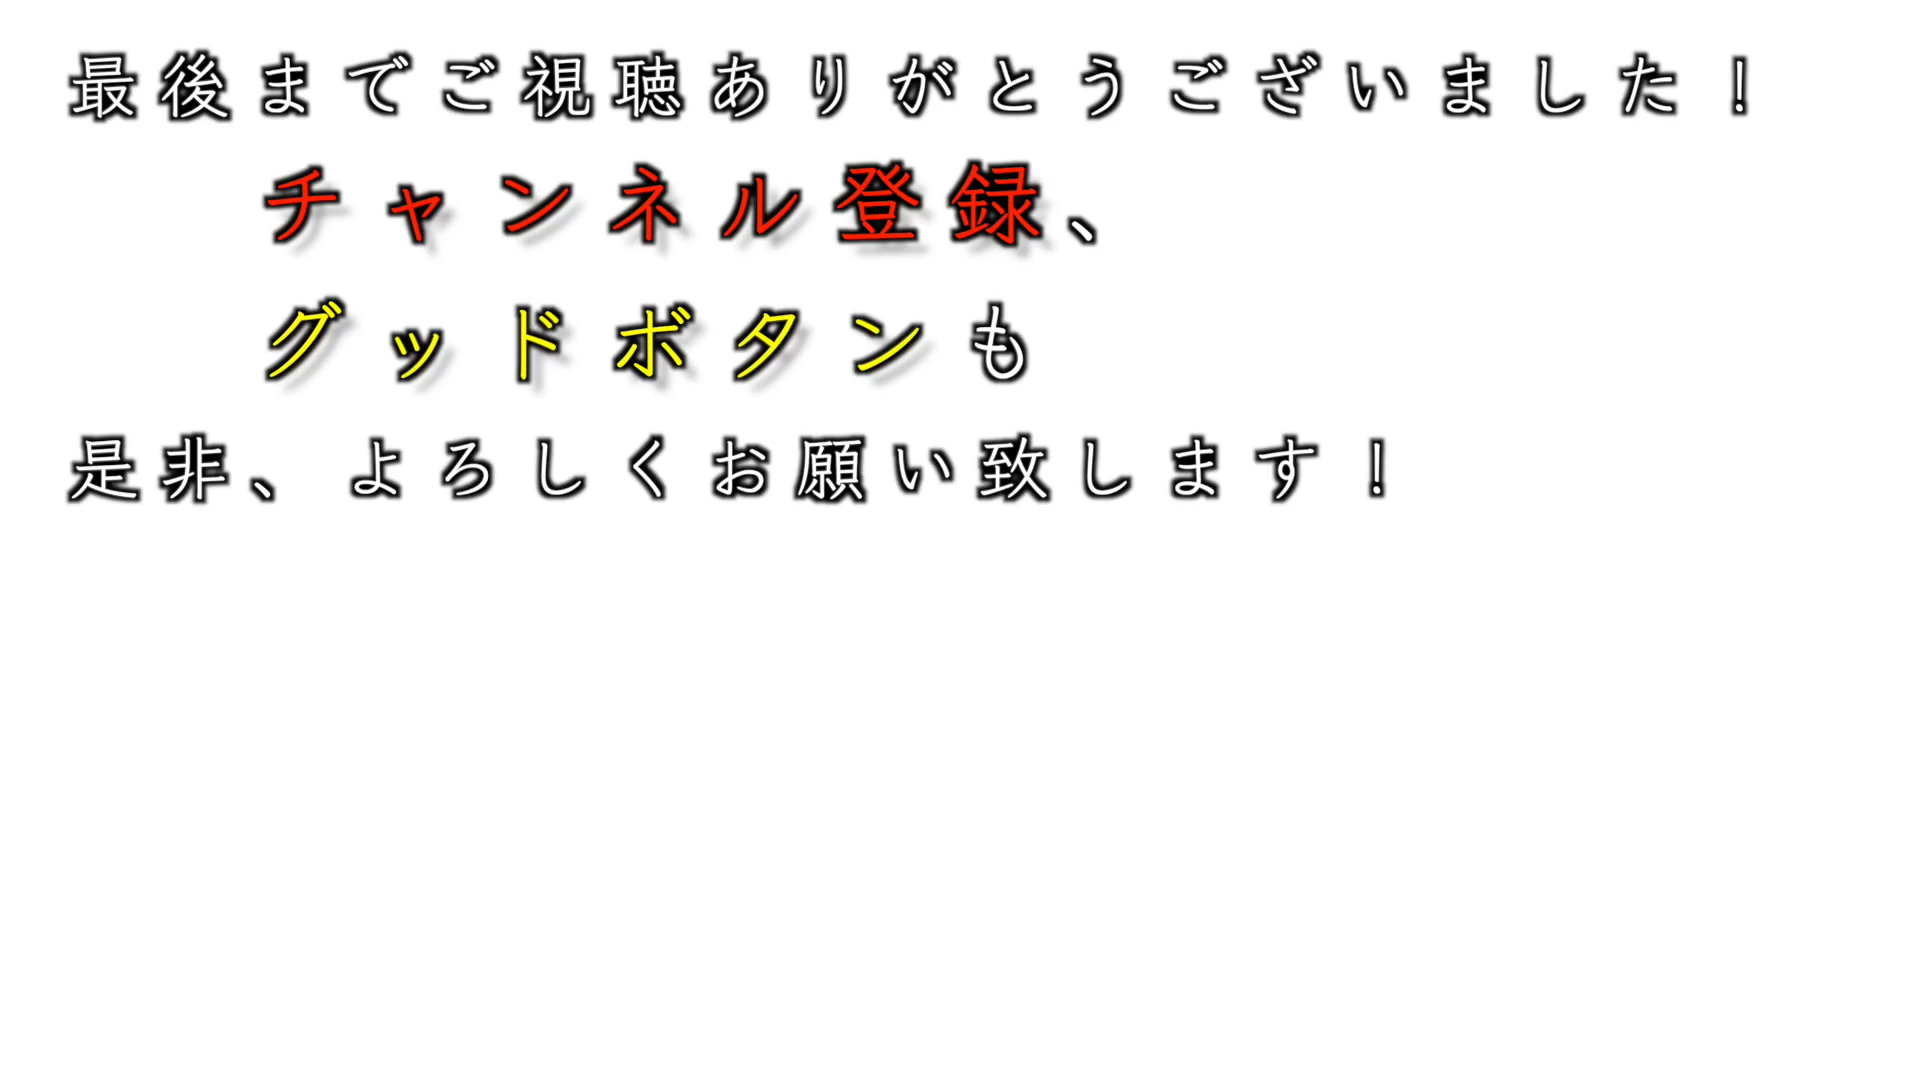 最後までご視聴ありがとうございました！
チャンネル登録、
グッドボタンも
是非、よろしくお願い致します！